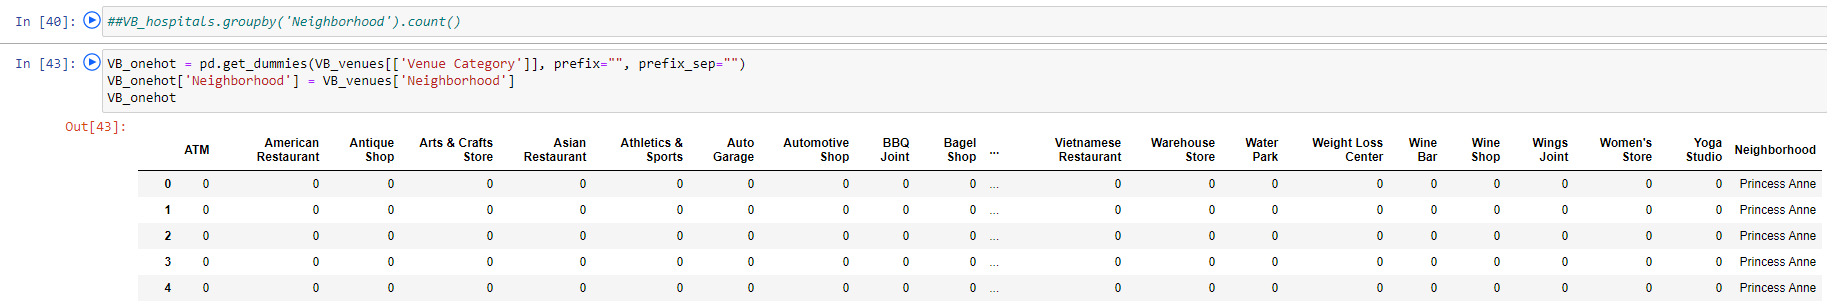 In [40]: ##VB_hospitals.groupby('Neighborhood').count()
In [43]: VB_onehot = pd.get_dummies(VB_venues[['Venue Category']], prefix="", prefix_sep="")
VB_onehot['Neighborhood'] = VB_venues['Neighborhood']
VB_onehot
Out[43]:
ATM American Restaurant Antique Shop Arts & Crafts Store Asian Restaurant Athletics & Sports Auto Garage Automotive Shop BBQ Joint Bagel Shop ... Vietnamese Restaurant Warehouse Store Water Park Weight Loss Center Wine Bar Wine Shop Wings Joint Women's Store Yoga Studio Neighborhood
0 0 0 0 0 0 0 0 0 0 0 ... 0 0 0 0 0 0 0 0 0 Princess Anne
1 0 0 0 0 0 0 0 0 0 0 ... 0 0 0 0 0 0 0 0 0 Princess Anne
2 0 0 0 0 0 0 0 0 0 0 ... 0 0 0 0 0 0 0 0 0 Princess Anne
3 0 0 0 0 0 0 0 0 0 0 ... 0 0 0 0 0 0 0 0 0 Princess Anne
4 0 0 0 0 0 0 0 0 0 0 ... 0 0 0 0 0 0 0 0 0 Princess Anne